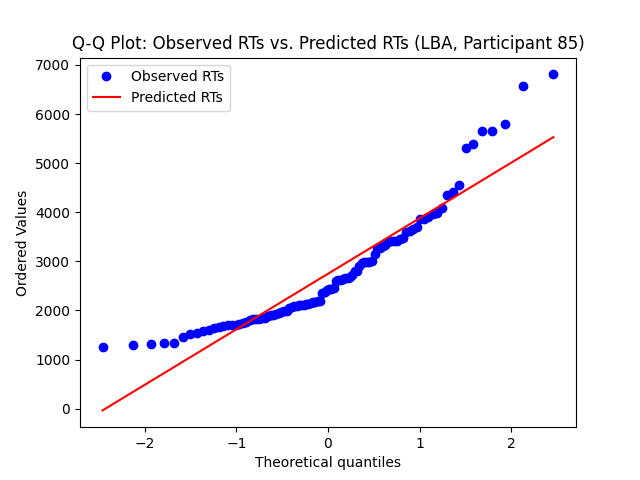 Q-Q Plot: Observed RTs vs. Predicted RTs (LBA, Participant 85)
Observed RTs
Predicted RTs
7000
6000
5000
4000
3000
2000
1000
0
Ordered Values
−2
−1
0
1
2
Theoretical quantiles